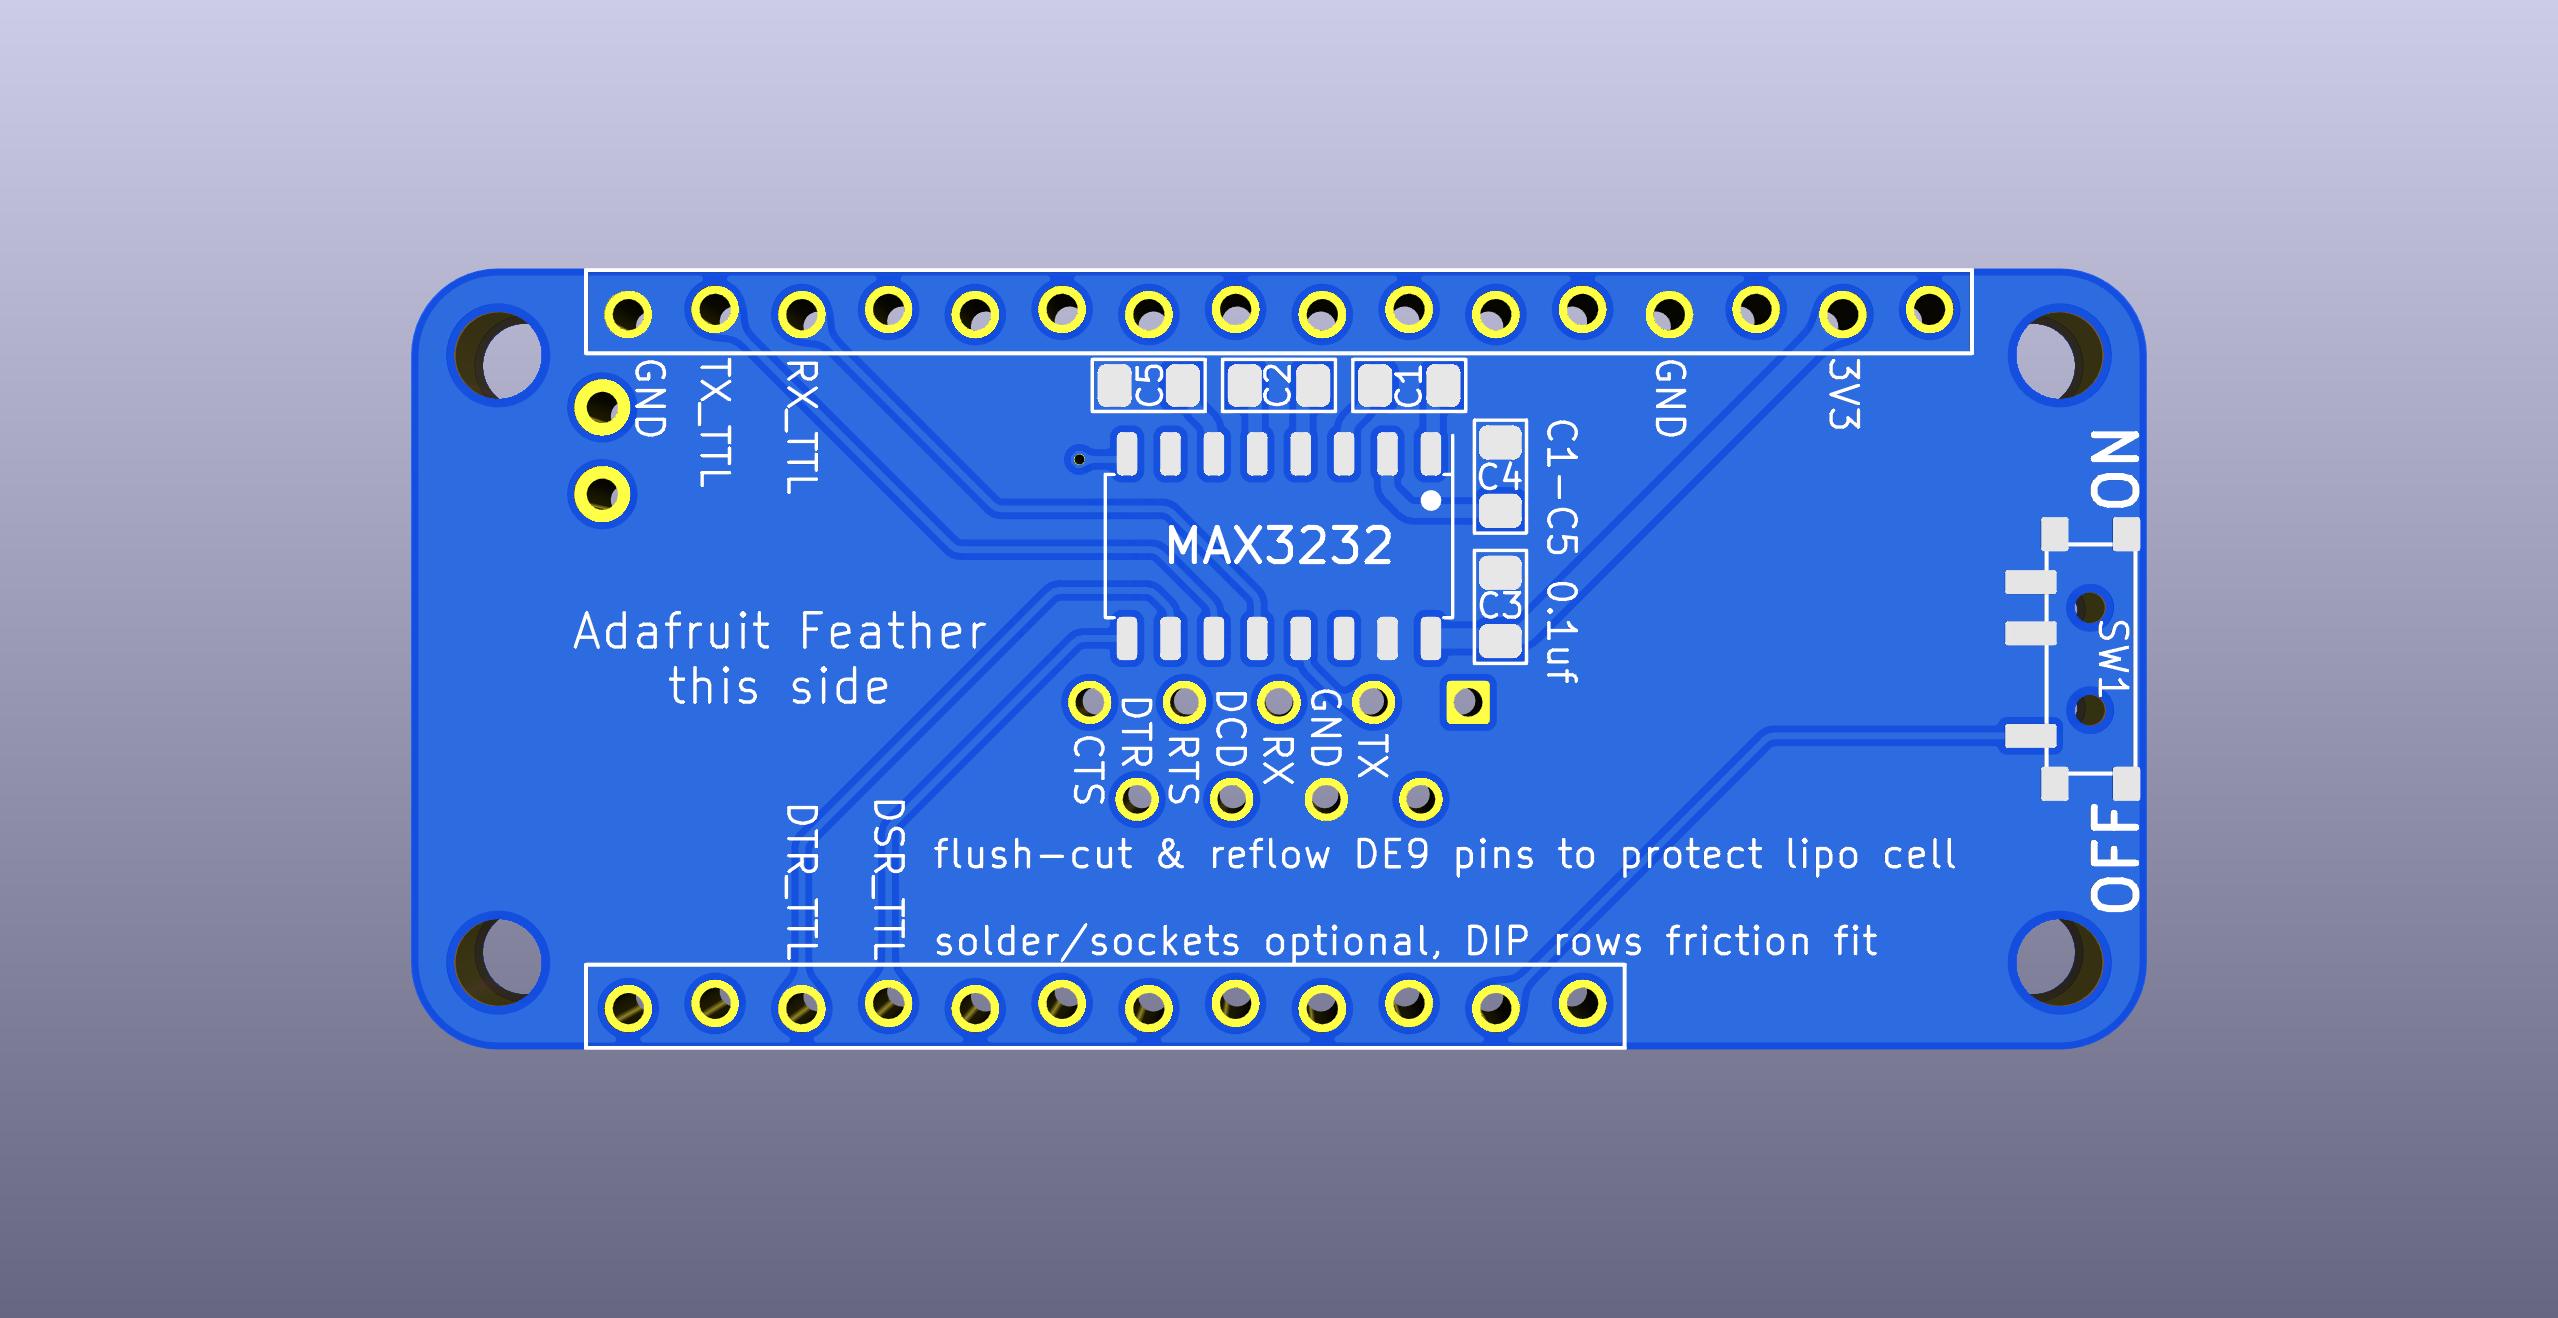 GND
TX_TTL
RX_TTL
C5
C2
C1
GND
3V3
C4
C3
C1-C5 0.1uf
MAX3232
ON
SW1
OFF
Adafruit Feather
this side
CTS
DTR
RTS
DCD
RX
GND
TX
DTR_TTL
DSR_TTL
flush-cut & reflow DE9 pins to protect lipo cell
solder/sockets optional, DIP rows friction fit